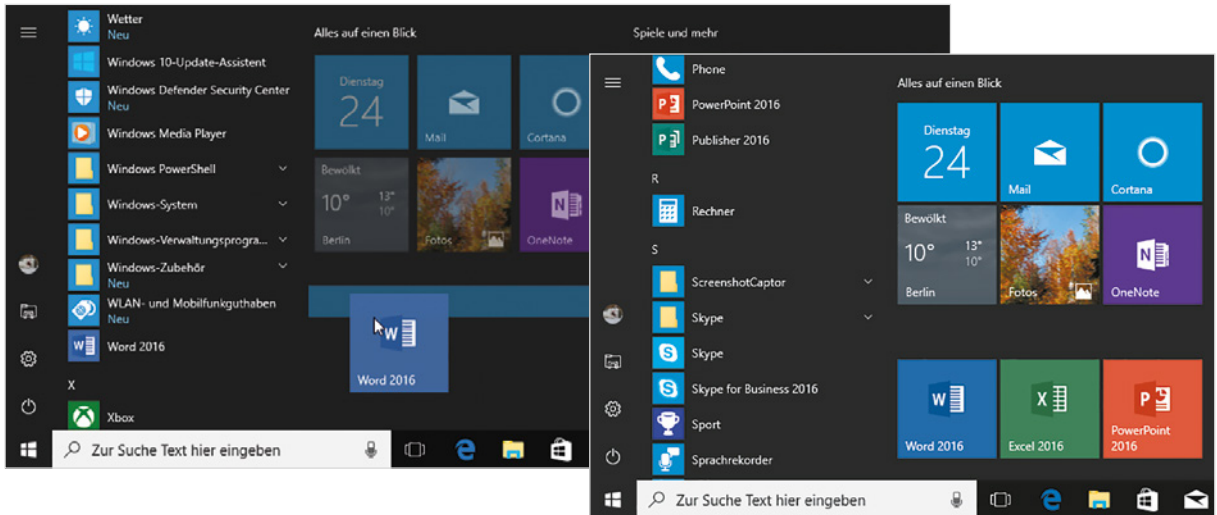 Wetter
Neu
Windows 10-Update-Assistent
Windows Defender Security Center
Neu
Windows Media Player
Windows PowerShell
Windows-System
Windows-Verwaltungsprogra...
Windows-Zubehör
Neu
WLAN- und Mobilfunkguthaben
Neu
Word 2016
X
Xbox
Zur Suche Text hier eingeben
Alles auf einen Blick
Dienstag
24
Mail
Cortana
Bewölkt
10° 13°
10°
Berlin
Fotos
OneNote
Word 2016
Spiele und mehr
Phone
PowerPoint 2016
Publisher 2016
R
Rechner
S
ScreenshotCaptor
Skype
Skype
Skype for Business 2016
Sport
Sprachrekorder
Zur Suche Text hier eingeben
Alles auf einen Blick
Dienstag
24
Mail
Cortana
Bewölkt
10° 13°
10°
Berlin
Fotos
OneNote
Word 2016
Excel 2016
PowerPoint
2016